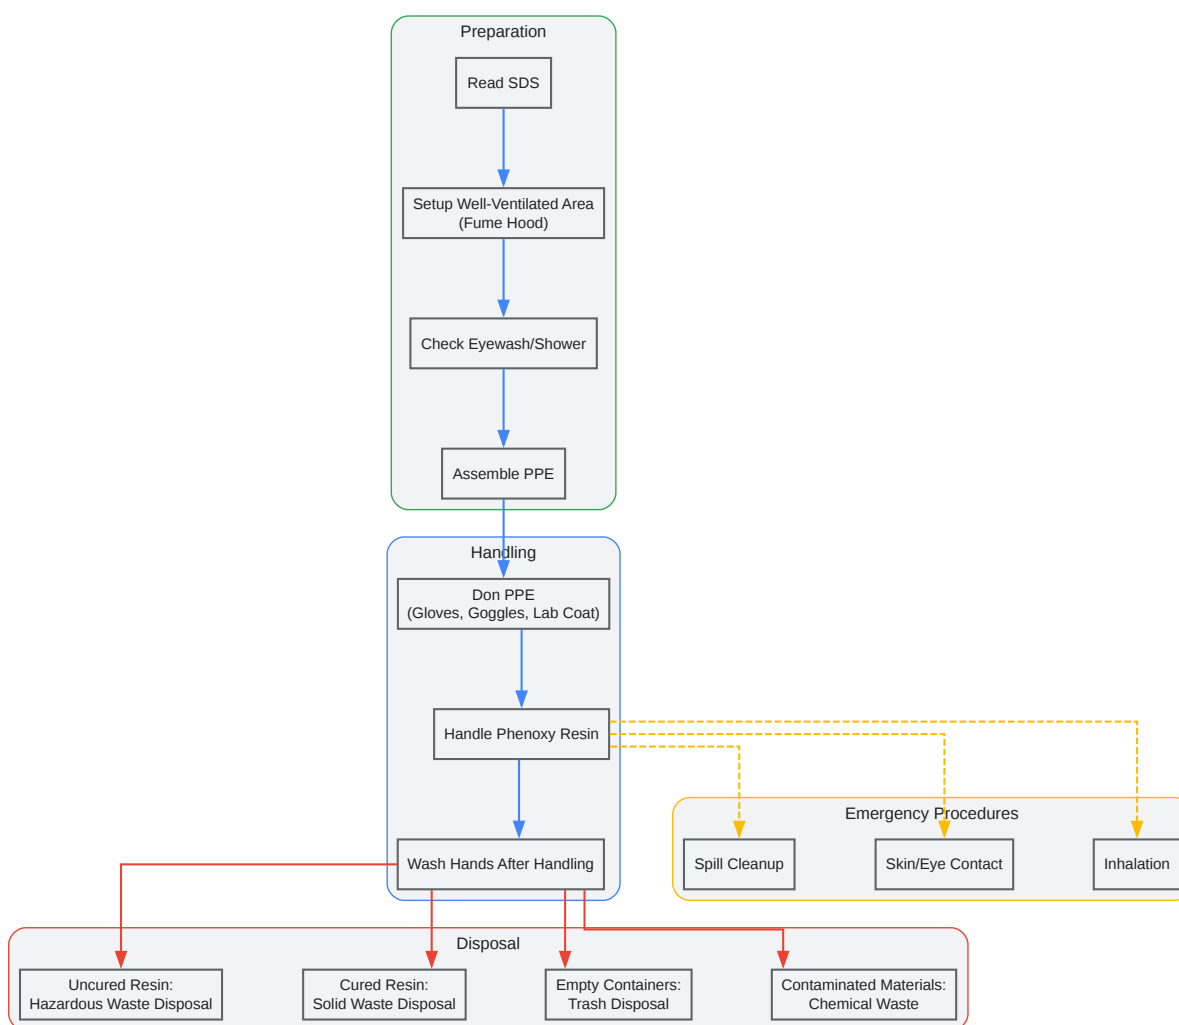 Preparation
Read SDS
Setup Well-Ventilated Area
(Fume Hood)
Check Eyewash/Shower
Assemble PPE
Handling
Don PPE
(Gloves, Goggles, Lab Coat)
Handle Phenoxy Resin
Wash Hands After Handling
Emergency Procedures
Spill Cleanup
Skin/Eye Contact
Inhalation
Disposal
Uncured Resin:
Hazardous Waste Disposal
Cured Resin:
Solid Waste Disposal
Empty Containers:
Trash Disposal
Contaminated Materials:
Chemical Waste